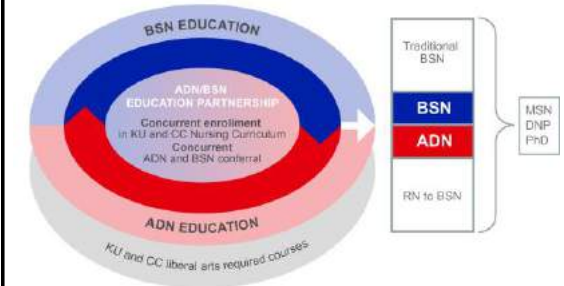 BSN EDUCATION
ADN/BSN
EDUCATION PARTNERSHIP
Concurrent enrollment
in KU and CC Nursing Curriculum
Concurrent
ADN and BSN conferral
ADN EDUCATION
KU and CC liberal arts required courses
Traditional
BSN
BSN
ADN
RN to BSN
MSN
DNP
PhD